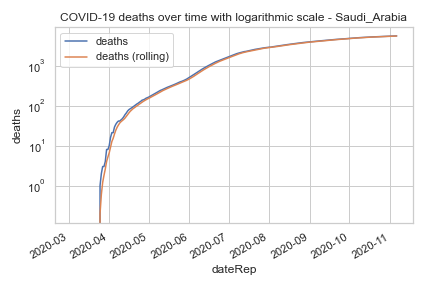 COVID-19 deaths over time with logarithmic scale - Saudi_Arabia
deaths
deaths (rolling)
10³
10²
10¹
10⁰
deaths
2020-03
2020-04
2020-05
2020-06
2020-07
2020-08
2020-09
2020-10
2020-11
dateRep